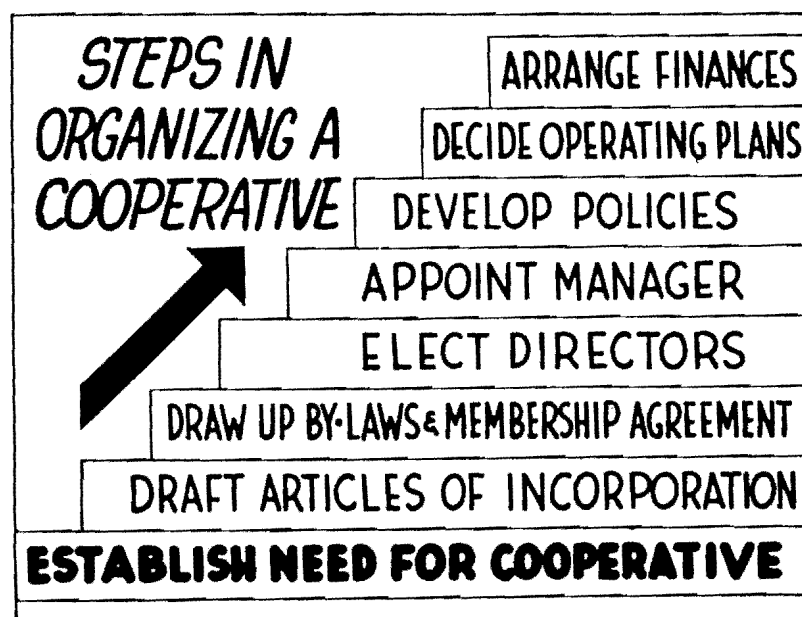 STEPS IN
ORGANIZING A
COOPERATIVE
ARRANGE FINANCES
DECIDE OPERATING PLANS
DEVELOP POLICIES
APPOINT MANAGER
ELECT DIRECTORS
DRAW UP BY-LAWS & MEMBERSHIP AGREEMENT
DRAFT ARTICLES OF INCORPORATION
ESTABLISH NEED FOR COOPERATIVE